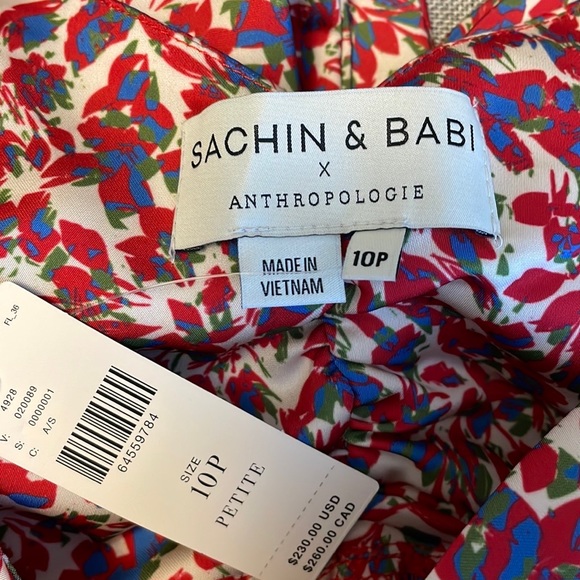 SACHIN & BABI
X
ANTHROPOLOGIE
MADE IN
VIETNAM
10P
FL_36
4928
V: 020089
S: 0000001
C: A/S
64559784
SIZE
10P
PETITE
$230.00 USD
$260.00 CAD